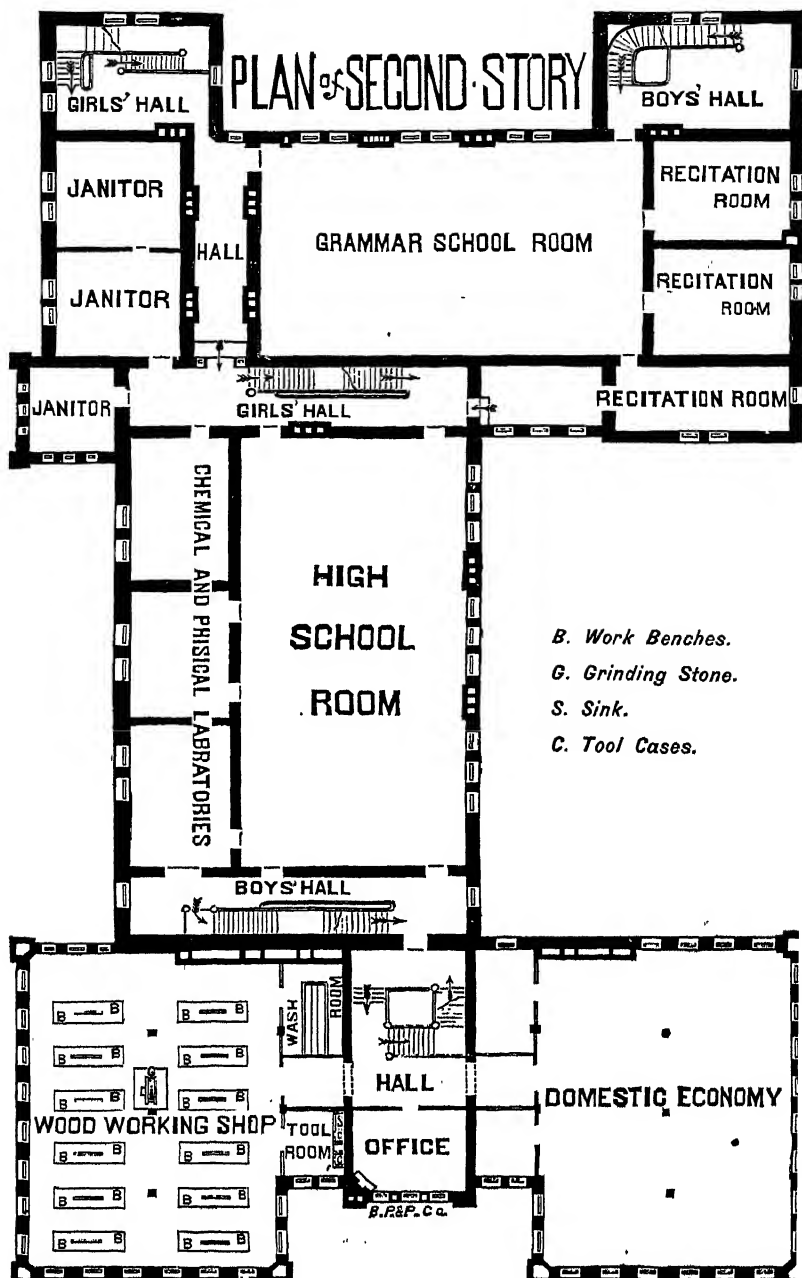 PLAN of SECOND STORY
GIRLS' HALL
BOYS' HALL
JANITOR
RECITATION
ROOM
HALL
GRAMMAR SCHOOL ROOM
JANITOR
RECITATION
ROOM
JANITOR
GIRLS' HALL
RECITATION ROOM
CHEMICAL AND PHISICAL LABRATORIES
HIGH
SCHOOL
ROOM
B. Work Benches.
G. Grinding Stone.
S. Sink.
C. Tool Cases.
BOYS' HALL
WASH
ROOM
B B B B
B B B B
HALL
B B B B
DOMESTIC ECONOMY
WOOD WORKING SHOP
TOOL
ROOM
OFFICE
B B B B
B B B B
B B B B
B.P.&P. Co.